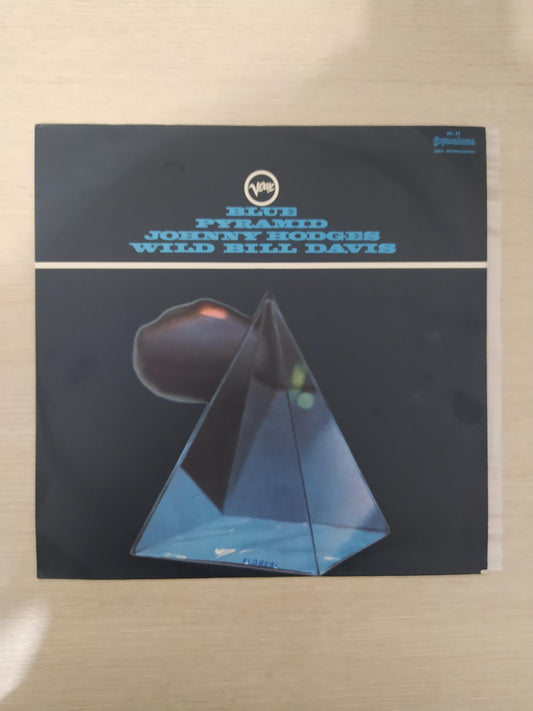 Verve
BLUE
PYRAMID
JOHNNY HODGES
WILD BILL DAVIS